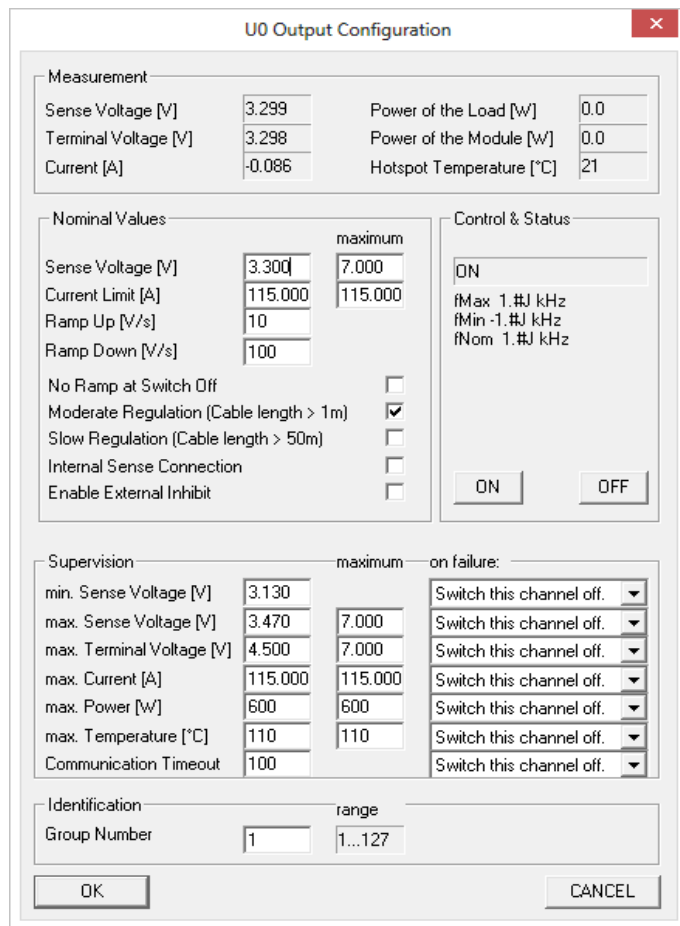 U0 Output Configuration
Measurement
Sense Voltage [V] 3.299 Power of the Load [W] 0.0
Terminal Voltage [V] 3.298 Power of the Module [W] 0.0
Current [A] -0.086 Hotspot Temperature [°C] 21
Nominal Values
maximum
Sense Voltage [V] 3.300 7.000
Current Limit [A] 115.000 115.000
Ramp Up [V/s] 10
Ramp Down [V/s] 100
No Ramp at Switch Off
Moderate Regulation (Cable length > 1m)
Slow Regulation (Cable length > 50m)
Internal Sense Connection
Enable External Inhibit
Control & Status
ON
fMax 1.#J kHz
fMin -1.#J kHz
fNom 1.#J kHz
ON OFF
Supervision maximum on failure:
min. Sense Voltage [V] 3.130 Switch this channel off.
max. Sense Voltage [V] 3.470 7.000 Switch this channel off.
max. Terminal Voltage [V] 4.500 7.000 Switch this channel off.
max. Current [A] 115.000 115.000 Switch this channel off.
max. Power [W] 600 600 Switch this channel off.
max. Temperature [°C] 110 110 Switch this channel off.
Communication Timeout 100 Switch this channel off.
Identification range
Group Number 1 1...127
OK CANCEL